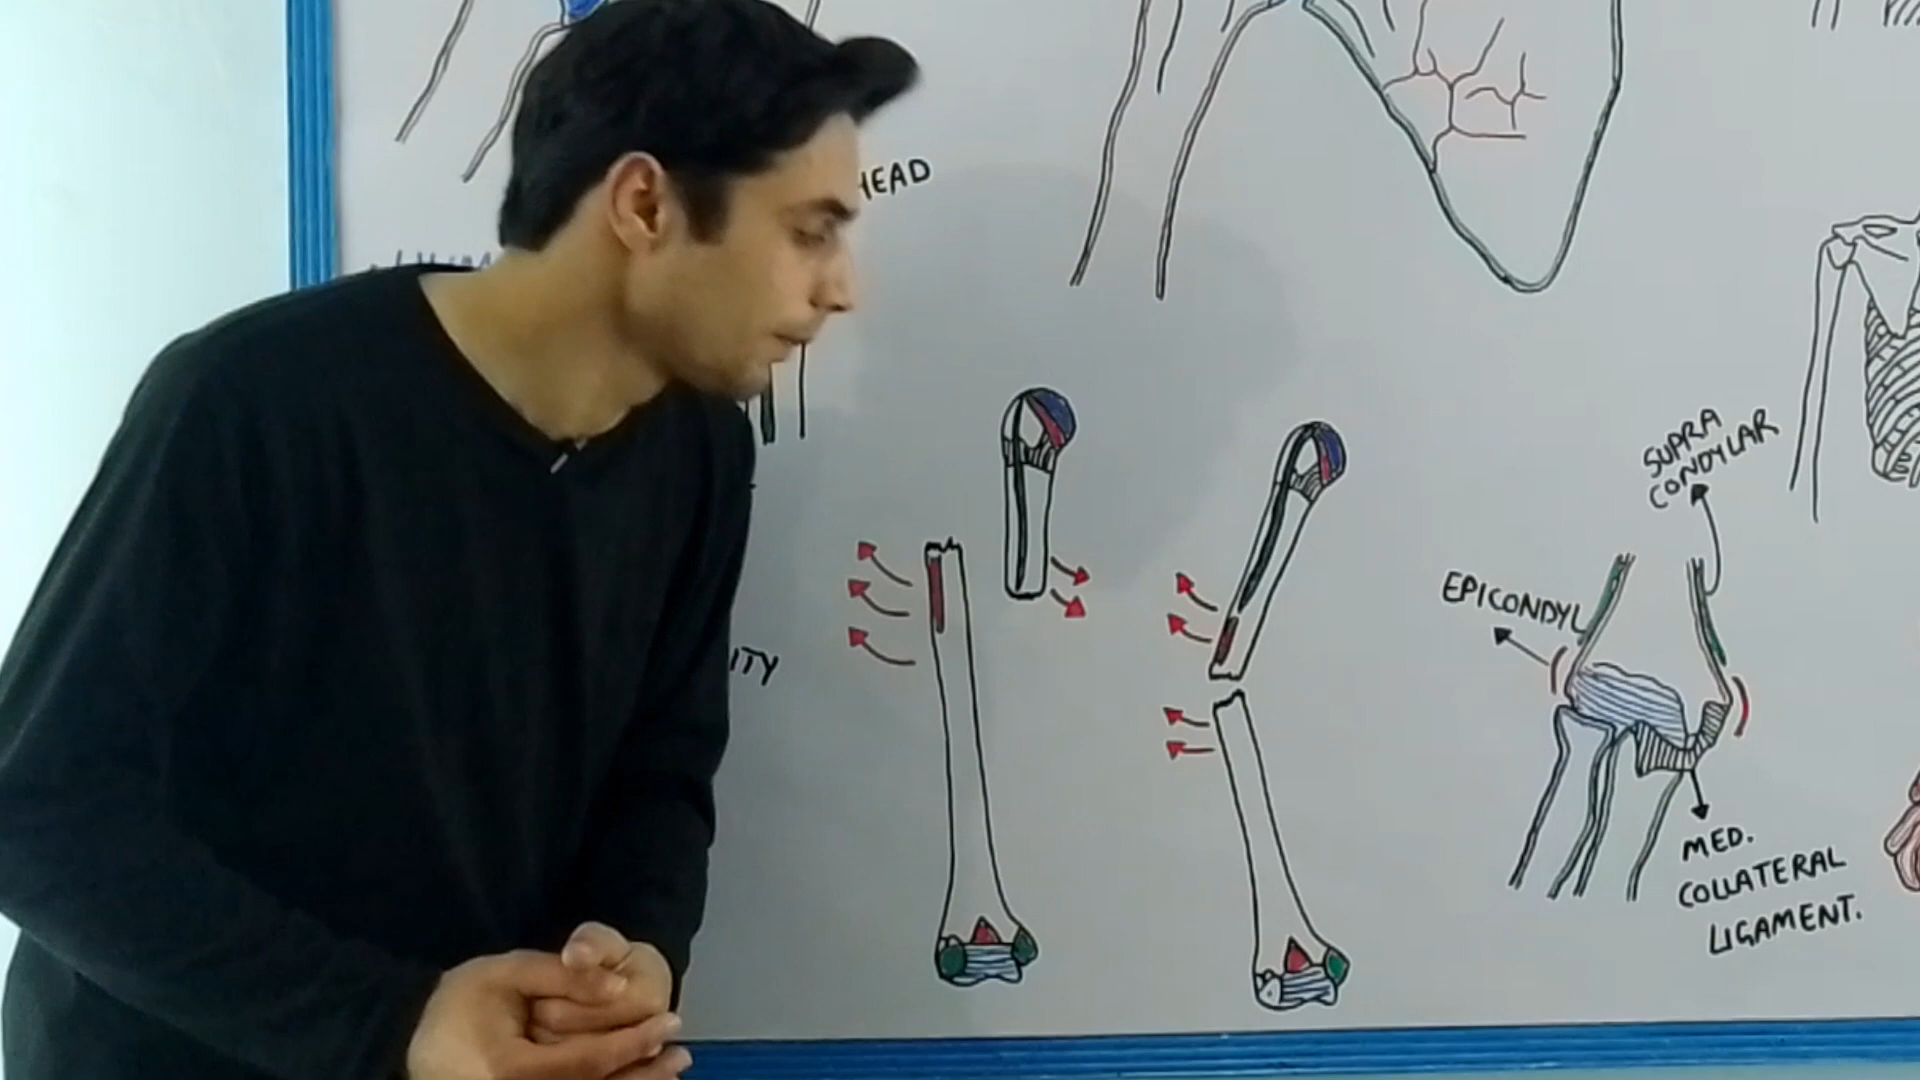 HEAD
ITY
SUPRA
CONDYLAR
EPICONDYL
MED.
COLLATERAL
LIGAMENT.